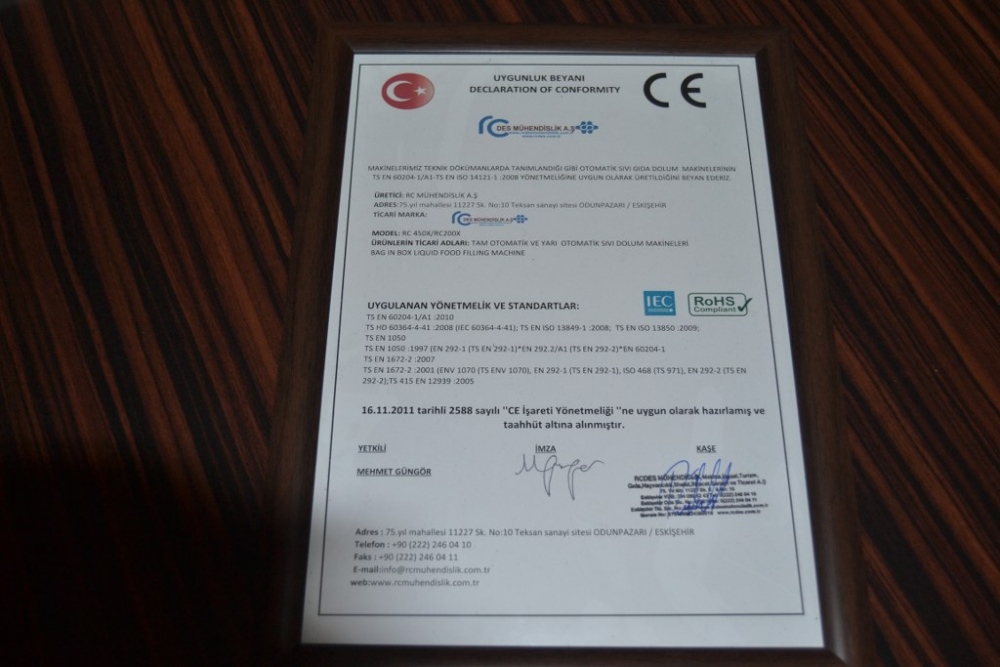 UYGUNLUK BEYANI
DECLARATION OF CONFORMITY
CE
rc DES MÜHENDİSLİK A.Ş
MAKİNELERİMİZ TEKNİK DÖKÜMANLARDA TANIMLANDIĞI GİBİ OTOMATİK SIVI GIDA DOLUM MAKİNELERİNİN
TS EN 60204-1/A1-TS EN ISO 14121-1 :2008 YÖNETMELİĞİNE UYGUN OLARAK ÜRETİLDİĞİNİ BEYAN EDERİZ.
ÜRETİCİ: RC MÜHENDİSLİK A.Ş
ADRES:75.yıl mahallesi 11227 Sk. No:10 Teksan sanayi sitesi ODUNPAZARI / ESKİŞEHİR
TİCARİ MARKA: rc DES MÜHENDİSLİK A.Ş
MODEL: RC 450X/RC200X
ÜRÜNLERİN TİCARİ ADLARI: TAM OTOMATİK VE YARI OTOMATİK SIVI DOLUM MAKİNELERİ
BAG IN BOX LIQUID FOOD FILLING MACHINE
IEC
RoHS
Compliant
UYGULANAN YÖNETMELİK VE STANDARTLAR:
TS EN 60204-1/A1 :2010
TS HD 60364-4-41 :2008 (IEC 60364-4-41); TS EN ISO 13849-1 :2008; TS EN ISO 13850 :2009;
TS EN 1050
TS EN 1050 :1997 (EN 292-1 (TS EN 292-1)*EN 292.2/A1 (TS EN 292-2)*EN 60204-1
TS EN 1672-2 :2007
TS EN 1672-2 :2001 (ENV 1070 (TS ENV 1070), EN 292-1 (TS EN 292-1), ISO 468 (TS 971), EN 292-2 (TS EN
292-2);TS 415 EN 12939 :2005
16.11.2011 tarihli 2588 sayılı ''CE İşareti Yönetmeliği ''ne uygun olarak hazırlamış ve
taahhüt altına alınmıştır.
YETKİLİ İMZA KAŞE
MEHMET GÜNGÖR
RCDES MÜHENDİSLİK
Adres : 75.yıl mahallesi 11227 Sk. No:10 Teksan sanayi sitesi ODUNPAZARI / ESKİŞEHİR
Telefon : +90 (222) 246 04 10
Faks : +90 (222) 246 04 11
E-mail:info@rcmuhendislik.com.tr
web:www.rcmuhendislik.com.tr